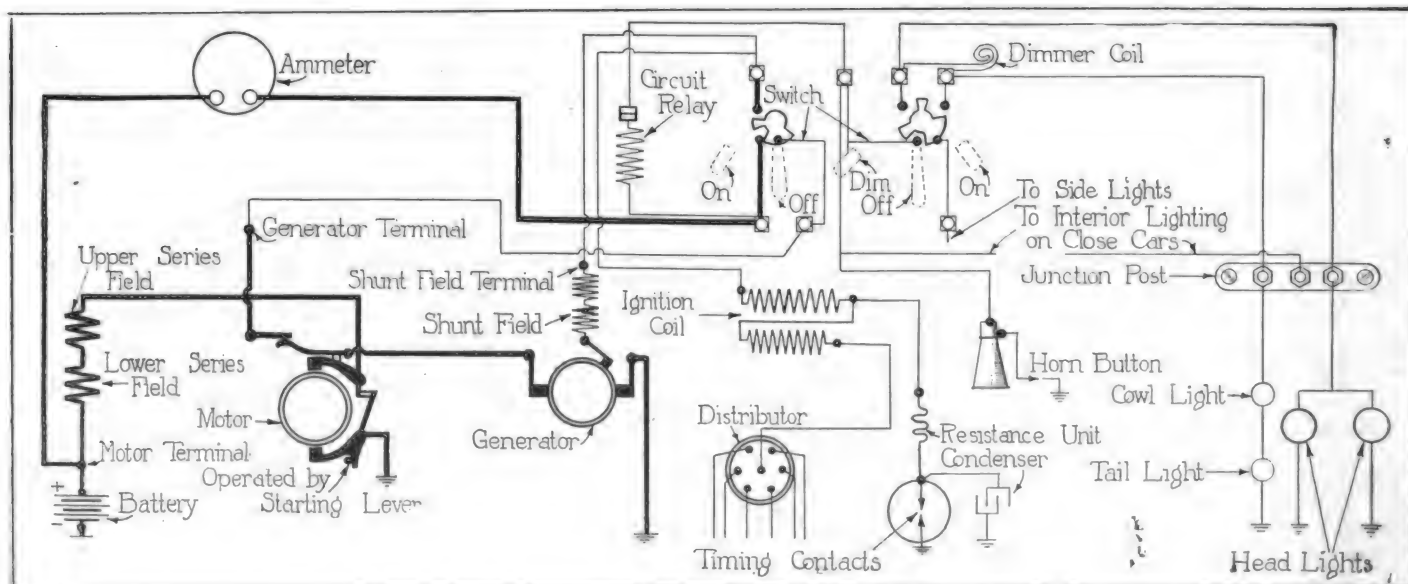 Ammeter
Circuit
Relay
Switch
Dimmer Coil
On
Off
Dim
Off
On
To Side Lights
To Interior Lighting
on Close Cars
Junction Post
Generator Terminal
Upper Series
Field
Shunt Field Terminal
Shunt Field
Ignition
Coil
Lower Series
Field
Motor
Generator
Distributor
Horn Button
Cowl Light
Resistance Unit
Condenser
Motor Terminal
Operated by
Starting Lever
+
Battery
-
Tail Light
Timing Contacts
Head Lights